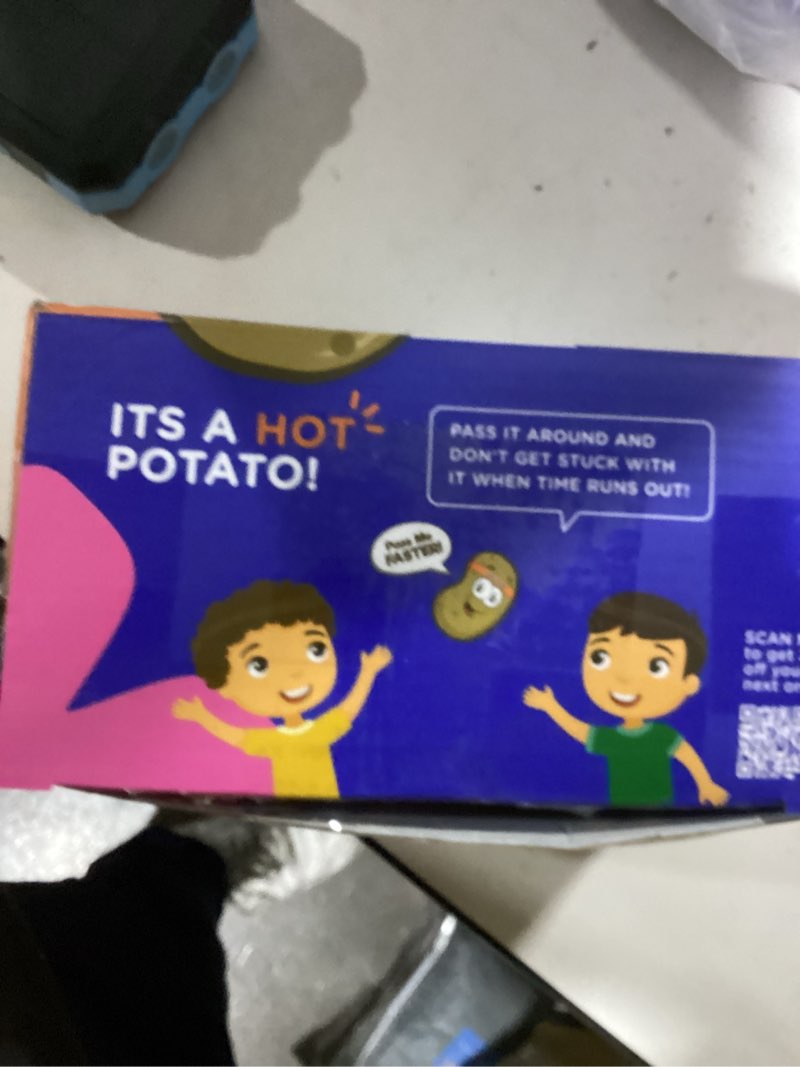 ITS A HOT
POTATO!
PASS IT AROUND AND
DON'T GET STUCK WITH
IT WHEN TIME RUNS OUT!
Pass Me
FASTER!
SCAN
to get
off you
next or